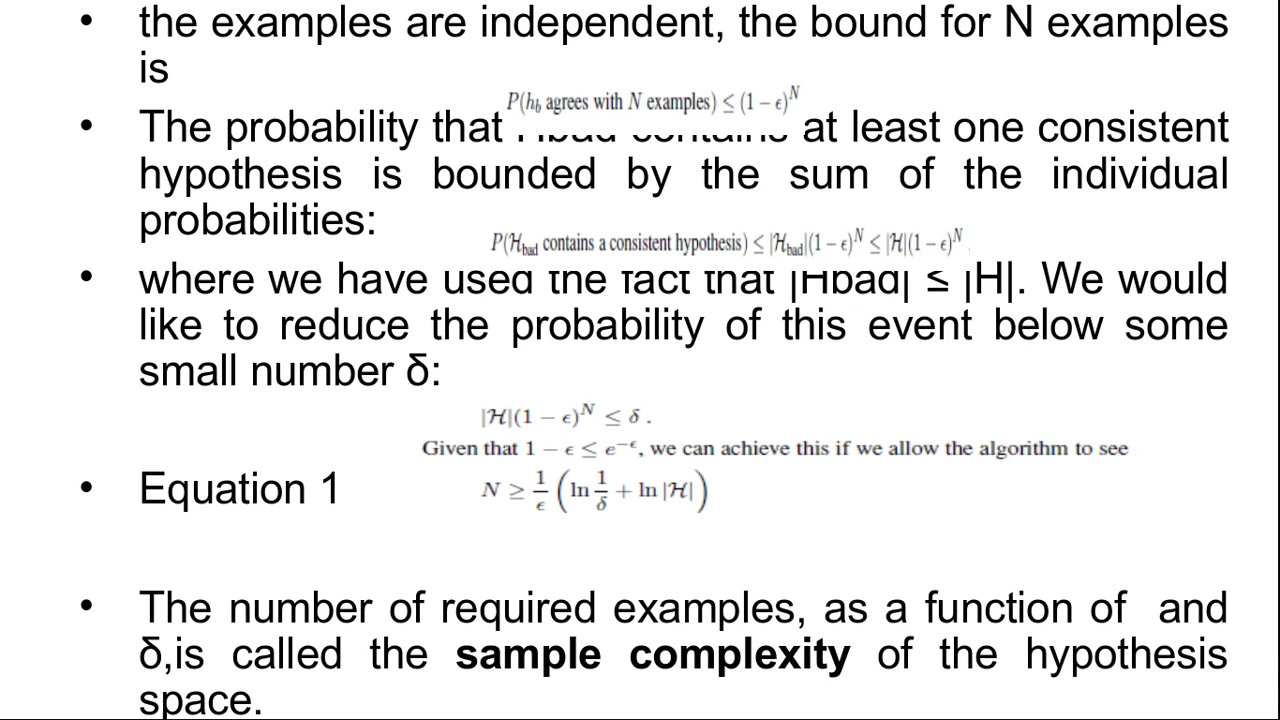 • the examples are independent, the bound for N examples
is
P(h_b agrees with N examples) ≤ (1 − ϵ)^N
• The probability that Hbad contains at least one consistent
hypothesis is bounded by the sum of the individual
probabilities:
P(ℋ_bad contains a consistent hypothesis) ≤ |ℋ_bad|(1 − ϵ)^N ≤ |ℋ|(1 − ϵ)^N
• where we have used the fact that |Hbad| ≤ |H|. We would
like to reduce the probability of this event below some
small number δ:
|ℋ|(1 − ϵ)^N ≤ δ .
Given that 1 − ϵ ≤ e^−ϵ, we can achieve this if we allow the algorithm to see
• Equation 1 N ≥ 1/ϵ (ln 1/δ + ln |ℋ|)
• The number of required examples, as a function of and
δ,is called the sample complexity of the hypothesis
space.